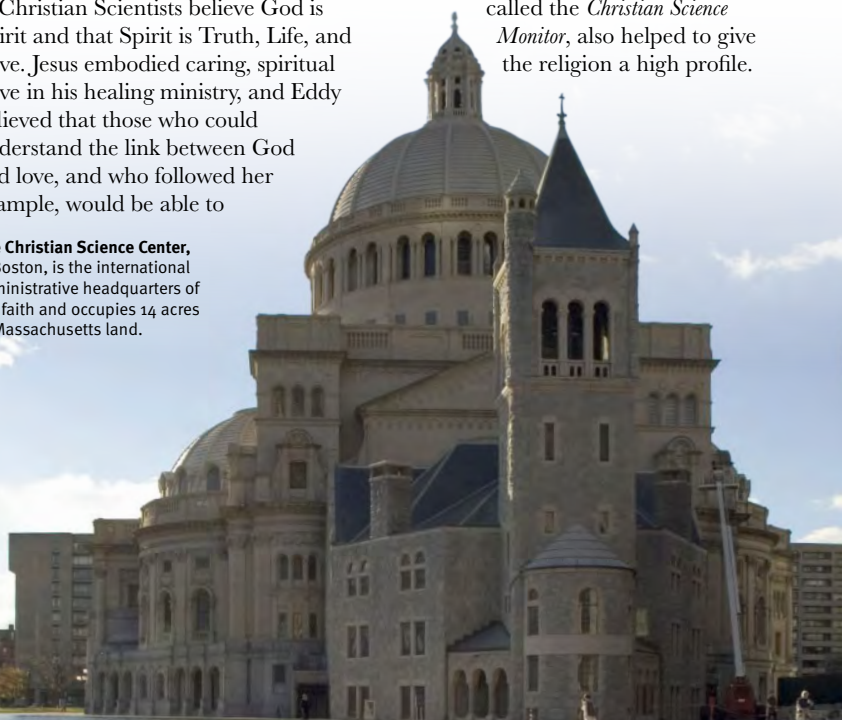 Christian Scientists believe God is
irit and that Spirit is Truth, Life, and
ve. Jesus embodied caring, spiritual
ve in his healing ministry, and Eddy
lieved that those who could
derstand the link between God
d love, and who followed her
ample, would be able to
Christian Science Center,
Boston, is the international
ministrative headquarters of
faith and occupies 14 acres
Massachusetts land.
called the Christian Science
Monitor, also helped to give
the religion a high profile.